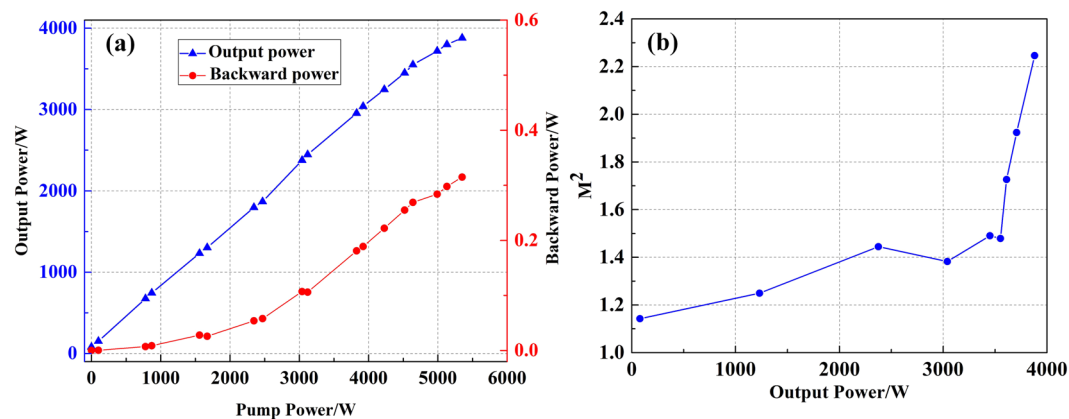 (a)
Output power
Backward power
4000
3000
2000
1000
0
0.6
0.4
0.2
0.0
0 1000 2000 3000 4000 5000 6000
Output Power/W
Backward Power/W
Pump Power/W
(b)
2.4
2.2
2.0
1.8
1.6
1.4
1.2
1.0
0 1000 2000 3000 4000
M²
Output Power/W